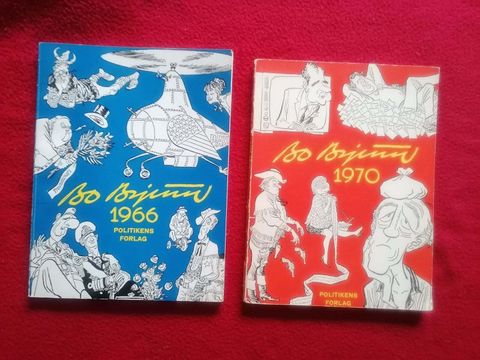 Bo Bojesen
1966
POLITIKENS
FORLAG
Bo Bojesen
1970
POLITIKENS
FORLAG